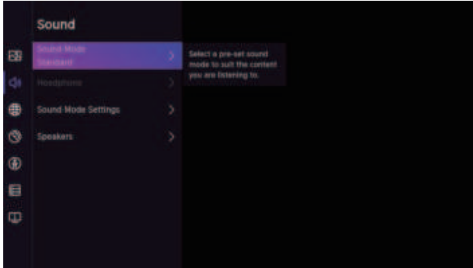 Sound
Sound Mode
Standard
Headphone
Sound Mode Settings
Speakers
Select a pre-set sound
mode to suit the content
you are listening to.